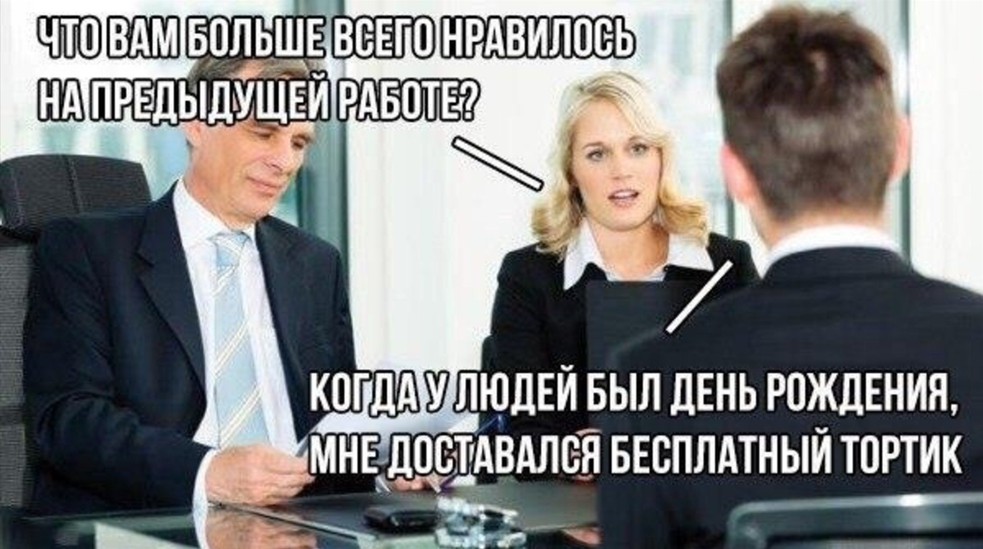 ЧТО ВАМ БОЛЬШЕ ВСЕГО НРАВИЛОСЬ
НА ПРЕДЫДУЩЕЙ РАБОТЕ?
КОГДА У ЛЮДЕЙ БЫЛ ДЕНЬ РОЖДЕНИЯ,
МНЕ ДОСТАВАЛСЯ БЕСПЛАТНЫЙ ТОРТИК